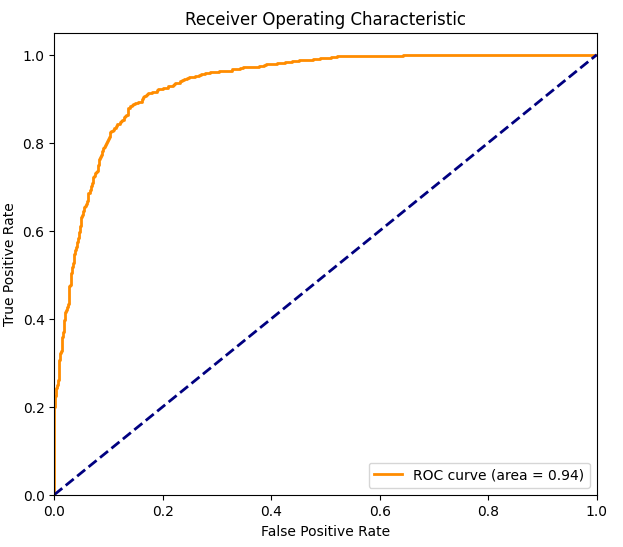 Receiver Operating Characteristic
1.0
0.8
0.6
0.4
0.2
0.0
True Positive Rate
ROC curve (area = 0.94)
0.0 0.2 0.4 0.6 0.8 1.0
False Positive Rate